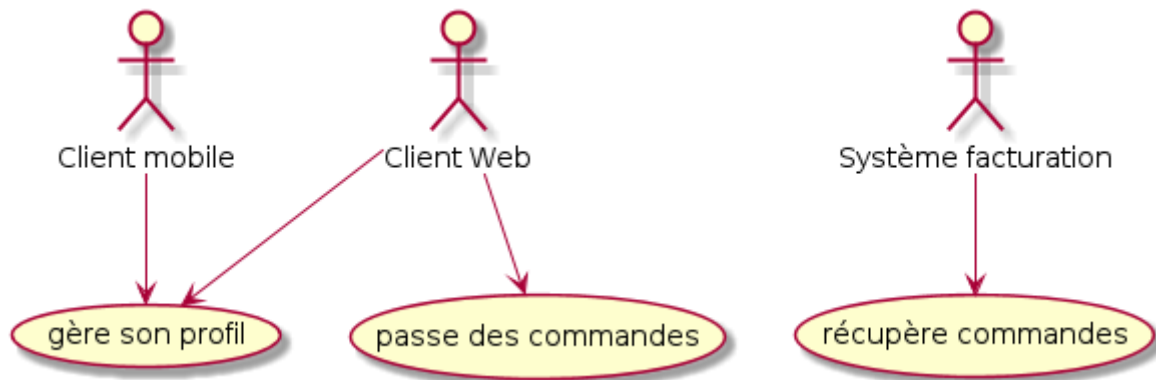 Client mobile
Client Web
Système facturation
gère son profil
passe des commandes
récupère commandes